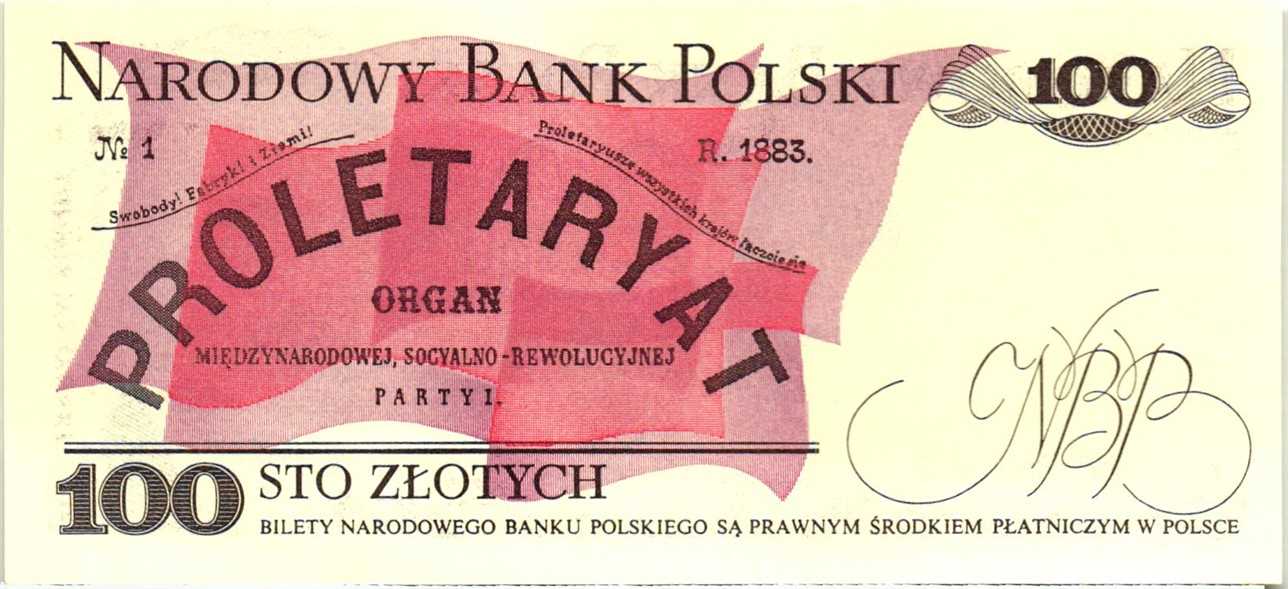 NARODOWY BANK POLSKI
100
№ 1
R. 1883.
Swobody! Fabryk! i Ziemi!
Proletaryusze wszystkich krajów łączcie się
PROLETARYAT
ORGAN
MIĘDZYNARODOWEJ, SOCYALNO-REWOLUCYJNEJ
PARTYI.
NBP
100 STO ZŁOTYCH
BILETY NARODOWEGO BANKU POLSKIEGO SĄ PRAWNYM ŚRODKIEM PŁATNICZYM W POLSCE